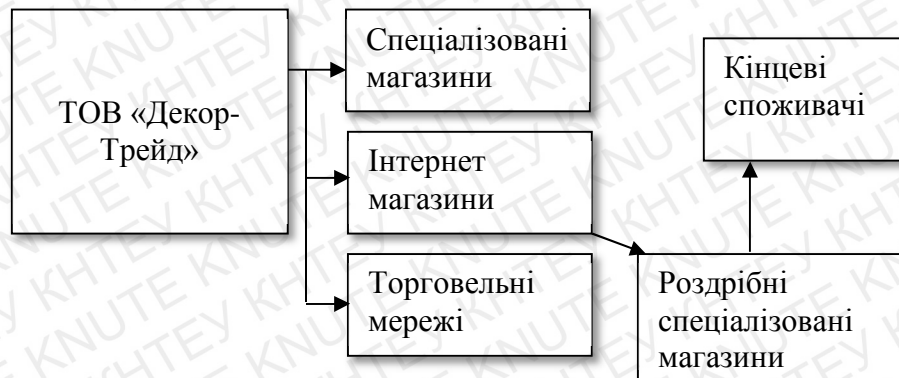 ТОВ «Декор-
Трейд»
Спеціалізовані
магазини
Інтернет
магазини
Торговельні
мережі
Кінцеві
споживачі
Роздрібні
спеціалізовані
магазини